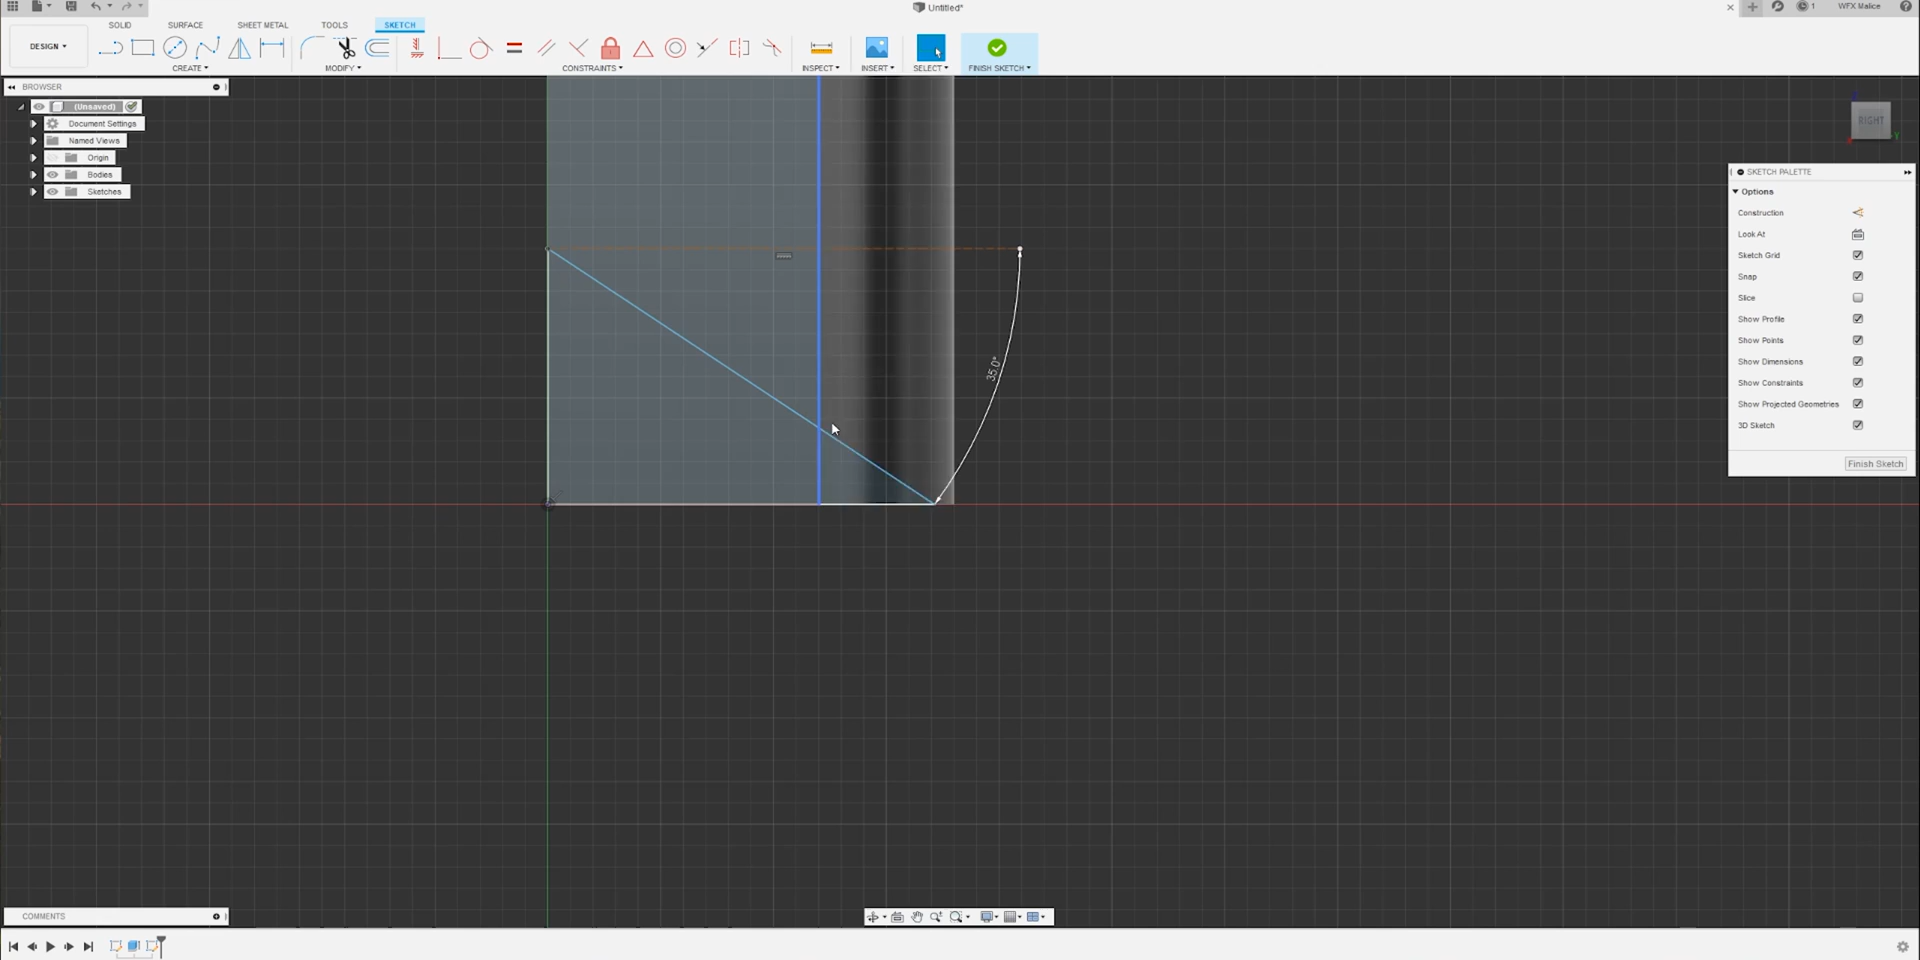 Untitled*
1
WFX Malice
SOLID
SURFACE
SHEET METAL
TOOLS
SKETCH
DESIGN
CREATE
MODIFY
CONSTRAINTS
INSPECT
INSERT
SELECT
FINISH SKETCH
BROWSER
(Unsaved)
Document Settings
Named Views
Origin
Bodies
Sketches
RIGHT
Z
Y
X
SKETCH PALETTE
Options
Construction
Look At
Sketch Grid
Snap
Slice
Show Profile
Show Points
Show Dimensions
Show Constraints
Show Projected Geometries
3D Sketch
Finish Sketch
35.0°
COMMENTS